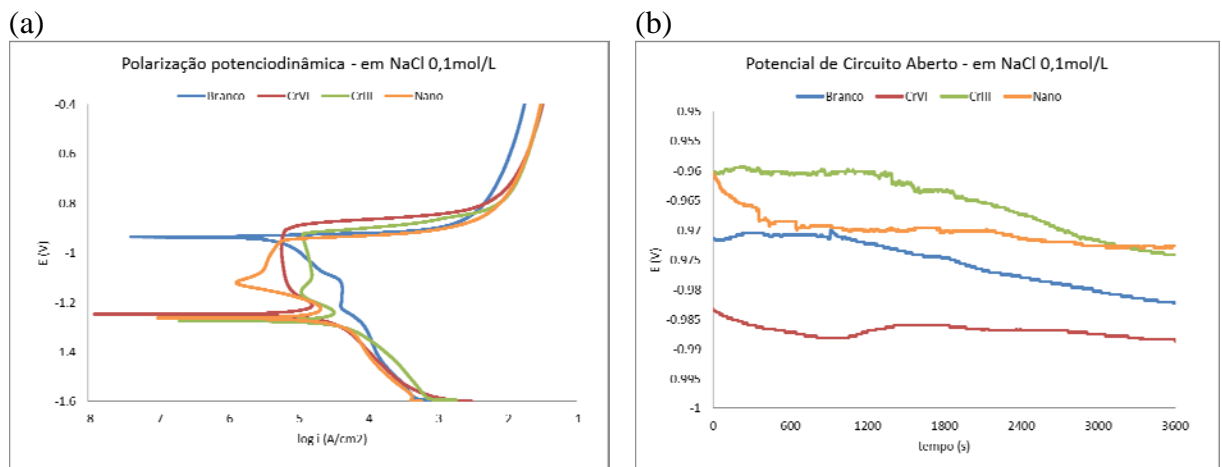 (a)
(b)
Polarização potenciodinâmica - em NaCl 0,1mol/L
Branco CrVI CrIII Nano
-0.4
0.6
0.8
-1
-1.2
1.4
-1.6
E (V)
8 7 6 5 4 3 2 1
log i (A/cm2)
Potencial de Circuito Aberto - em NaCl 0,1mol/L
Branco CrVI CrIII Nano
0.95
0.955
-0.96
-0.965
-0.97
-0.975
-0.98
-0.985
-0.99
0.995
-1
E (V)
0 600 1200 1800 2400 3000 3600
tempo (s)